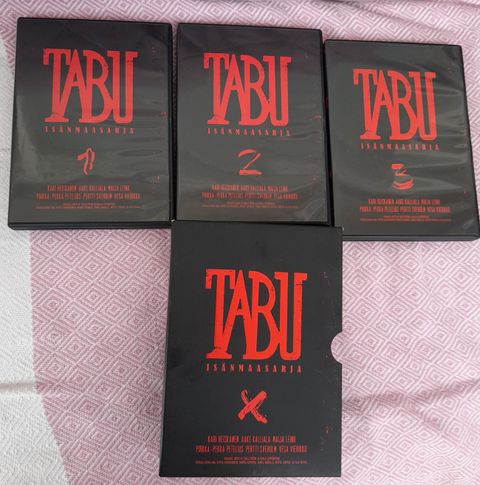 TABU
ISÄNMAASARJA
1
KARI HEISKANEN AAKE KALLIALA MAIJA LEINO
PIRKKA-PEKKA PETELIUS PERTTI SVEHOLM VESA VIERIKKO
TABU
ISÄNMAASARJA
2
KARI HEISKANEN AAKE KALLIALA MAIJA LEINO
PIRKKA-PEKKA PETELIUS PERTTI SVEHOLM VESA VIERIKKO
TABU
ISÄNMAASARJA
3
KARI HEISKANEN AAKE KALLIALA MAIJA LEINO
PIRKKA-PEKKA PETELIUS PERTTI SVEHOLM VESA VIERIKKO
TABU
ISÄNMAASARJA
X
KARI HEISKANEN AAKE KALLIALA MAIJA LEINO
PIRKKA-PEKKA PETELIUS PERTTI SVEHOLM VESA VIERIKKO